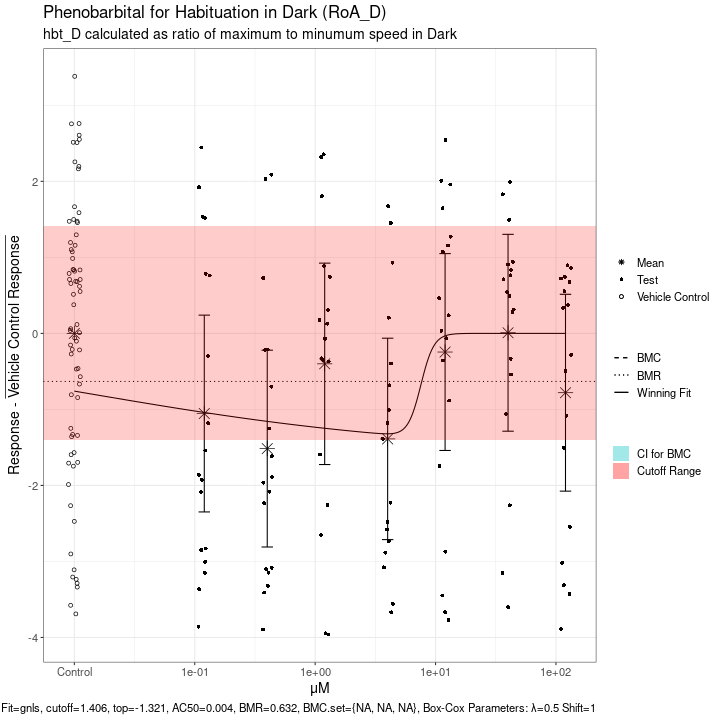 Phenobarbital for Habituation in Dark (RoA_D)
hbt_D calculated as ratio of maximum to minumum speed in Dark
Response - Vehicle Control Response
2
0
-2
-4
Control
1e-01
1e+00
1e+01
1e+02
μM
Mean
Test
Vehicle Control
BMC
BMR
Winning Fit
CI for BMC
Cutoff Range
Fit=gnls, cutoff=1.406, top=-1.321, AC50=0.004, BMR=0.632, BMC.set={NA, NA, NA}, Box-Cox Parameters: λ=0.5 Shift=1